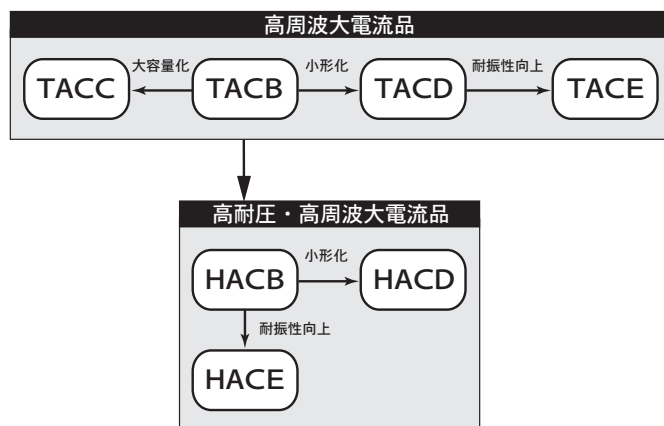 高周波大電流品
TACC
大容量化
TACB
小形化
TACD
耐振性向上
TACE
高耐圧・高周波大電流品
HACB
小形化
HACD
耐振性向上
HACE